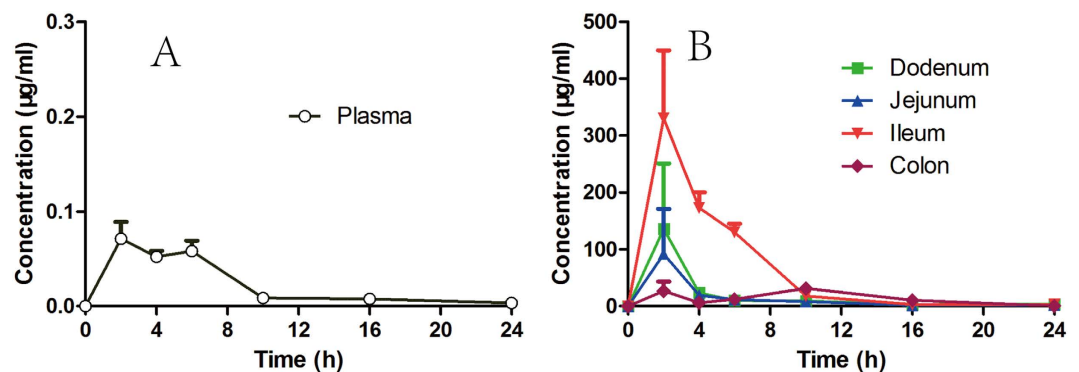 A
Concentration (µg/ml)
0.3
0.2
0.1
0.0
Plasma
0 4 8 12 16 20 24
Time (h)
B
Concentration (µg/ml)
500
400
300
200
100
0
Dodenum
Jejunum
Ileum
Colon
0 4 8 12 16 20 24
Time (h)